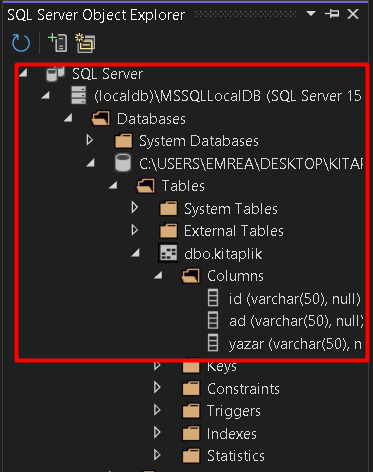 SQL Server Object Explorer
SQL Server
(localdb)\MSSQLLocalDB (SQL Server 15
Databases
System Databases
C:\USERS\EMREA\DESKTOP\KITAP
Tables
System Tables
External Tables
dbo.kitaplik
Columns
id (varchar(50), null)
ad (varchar(50), null)
yazar (varchar(50), n
Keys
Constraints
Triggers
Indexes
Statistics